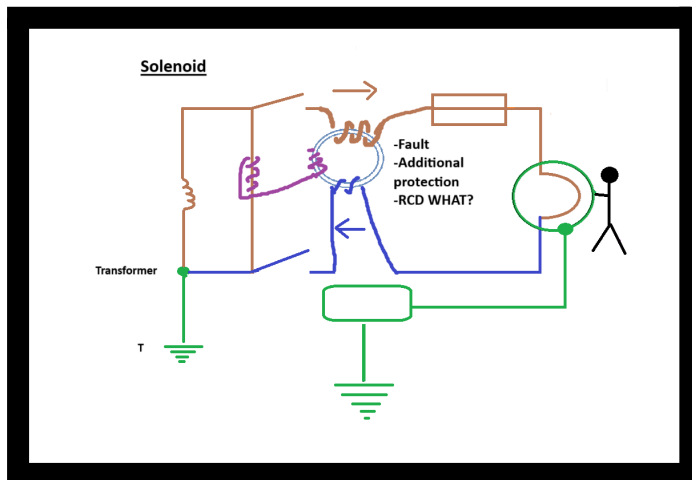 Solenoid
-Fault
-Additional
protection
-RCD WHAT?
Transformer
T